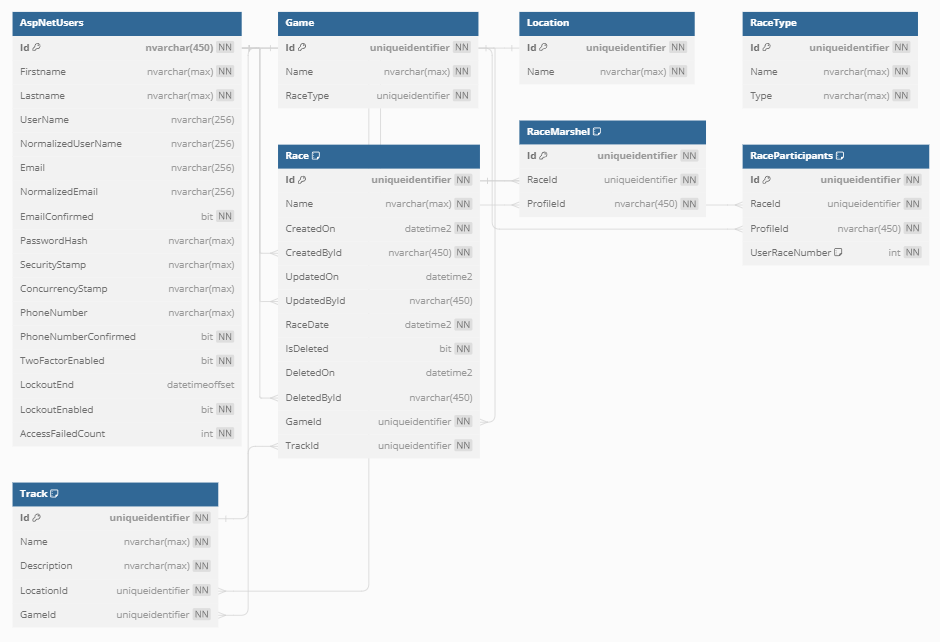 AspNetUsers
Id nvarchar(450) NN
Firstname nvarchar(max) NN
Lastname nvarchar(max) NN
UserName nvarchar(256)
NormalizedUserName nvarchar(256)
Email nvarchar(256)
NormalizedEmail nvarchar(256)
EmailConfirmed bit NN
PasswordHash nvarchar(max)
SecurityStamp nvarchar(max)
ConcurrencyStamp nvarchar(max)
PhoneNumber nvarchar(max)
PhoneNumberConfirmed bit NN
TwoFactorEnabled bit NN
LockoutEnd datetimeoffset
LockoutEnabled bit NN
AccessFailedCount int NN
Game
Id uniqueidentifier NN
Name nvarchar(max) NN
RaceType uniqueidentifier NN
Location
Id uniqueidentifier NN
Name nvarchar(max) NN
RaceType
Id uniqueidentifier NN
Name nvarchar(max) NN
Type nvarchar(max) NN
RaceMarshel
Id uniqueidentifier NN
RaceId uniqueidentifier NN
ProfileId nvarchar(450) NN
Race
Id uniqueidentifier NN
Name nvarchar(max) NN
CreatedOn datetime2 NN
CreatedById nvarchar(450) NN
UpdatedOn datetime2
UpdatedById nvarchar(450)
RaceDate datetime2 NN
IsDeleted bit NN
DeletedOn datetime2
DeletedById nvarchar(450)
GameId uniqueidentifier NN
TrackId uniqueidentifier NN
RaceParticipants
Id uniqueidentifier NN
RaceId uniqueidentifier NN
ProfileId nvarchar(450) NN
UserRaceNumber int NN
Track
Id uniqueidentifier NN
Name nvarchar(max) NN
Description nvarchar(max) NN
LocationId uniqueidentifier NN
GameId uniqueidentifier NN